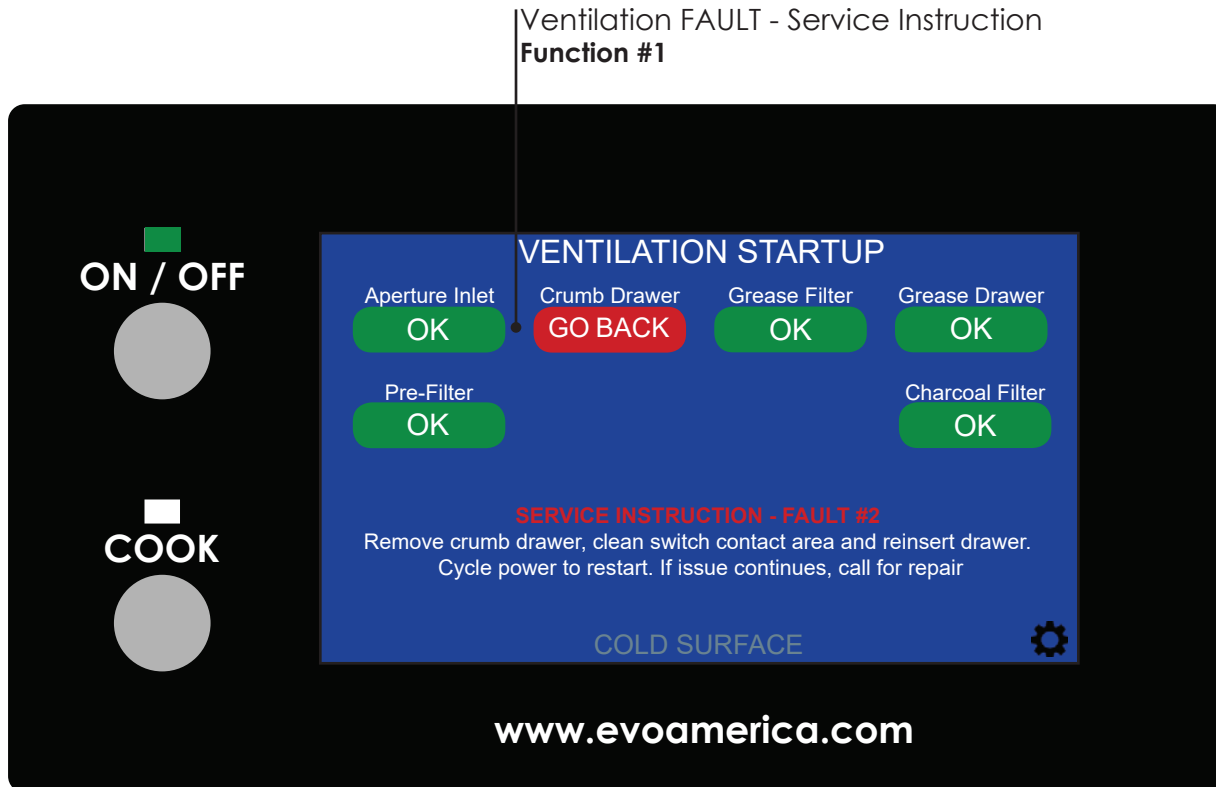 Ventilation FAULT - Service Instruction
Function #1
ON / OFF
VENTILATION STARTUP
Aperture Inlet Crumb Drawer Grease Filter Grease Drawer
OK GO BACK OK OK
Pre-Filter Charcoal Filter
OK OK
SERVICE INSTRUCTION - FAULT #2
COOK
Remove crumb drawer, clean switch contact area and reinsert drawer.
Cycle power to restart. If issue continues, call for repair
COLD SURFACE
www.evoamerica.com